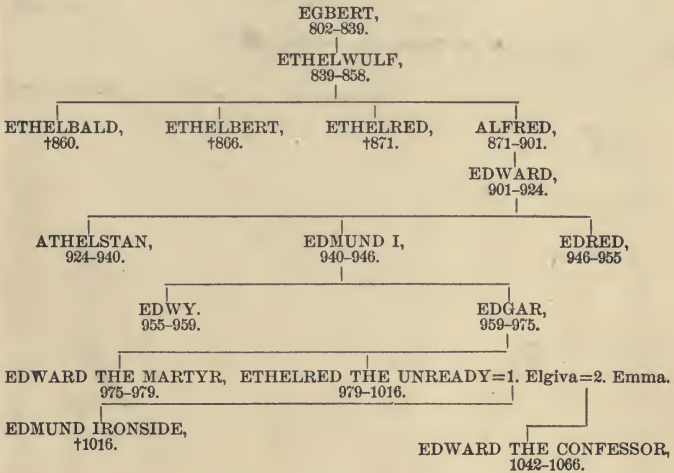 EGBERT,
802–839.
ETHELWULF,
839–858.
ETHELBALD, ETHELBERT, ETHELRED, ALFRED,
†860. †866. †871. 871–901.
EDWARD,
901–924.
ATHELSTAN, EDMUND I, EDRED,
924–940. 940–946. 946–955
EDWY. EDGAR,
955–959. 959–975.
EDWARD THE MARTYR, ETHELRED THE UNREADY=1. Elgiva=2. Emma.
975–979. 979–1016.
EDMUND IRONSIDE,
†1016.
EDWARD THE CONFESSOR,
1042–1066.